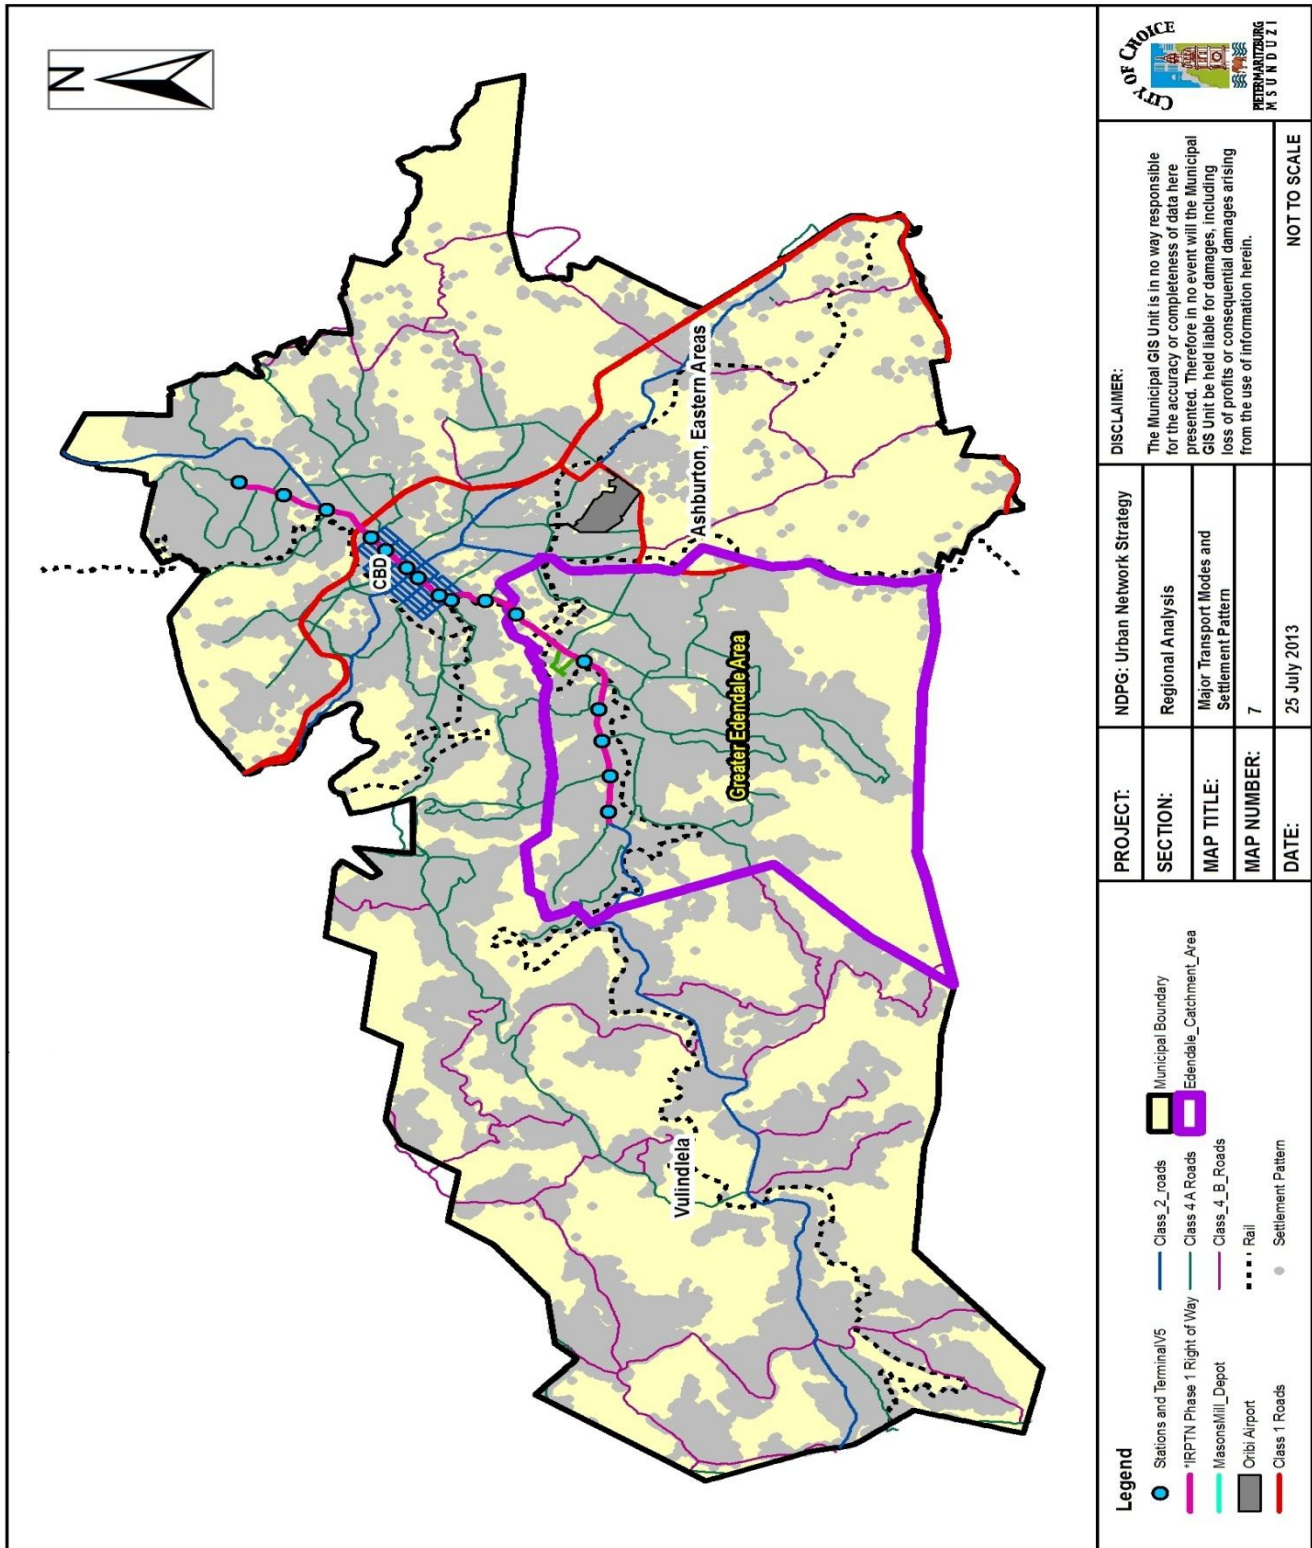 N
CBD
Ashburton, Eastern Areas
Greater Edendale Area
Vulindlela
Legend
Stations and TerminalV5
*IRPTN Phase 1 Right of Way
MasonsMill_Depot
Oribi Airport
Class 1 Roads
Class_2_roads
Class 4 A Roads
Class_4_B_Roads
Rail
Settlement Pattern
Municipal Boundary
Edendale_Catchment_Area
PROJECT: NDPG: Urban Network Strategy
SECTION: Regional Analysis
MAP TITLE: Major Transport Modes and
Settlement Pattern
MAP NUMBER: 7
DATE: 25 July 2013
DISCLAIMER:
The Municipal GIS Unit is in no way responsible
for the accuracy or completeness of data here
presented. Therefore in no event will the Municipal
GIS Unit be held liable for damages, including
loss of profits or consequential damages arising
from the use of information herein.
NOT TO SCALE
CITY OF CHOICE
PIETERMARITZBURG
MSUNDUZI